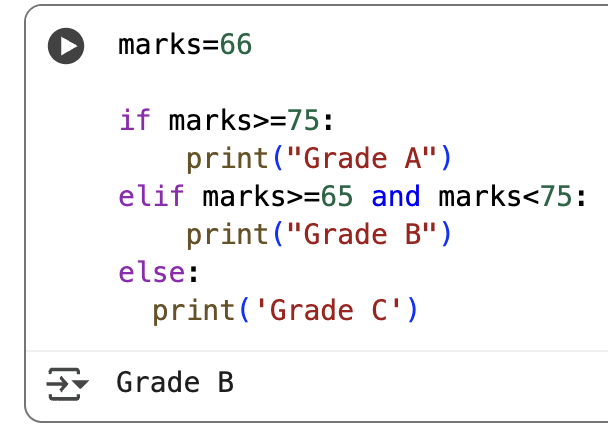 marks=66
if marks>=75:
    print("Grade A")
elif marks>=65 and marks<75:
    print("Grade B")
else:
  print('Grade C')
Grade B